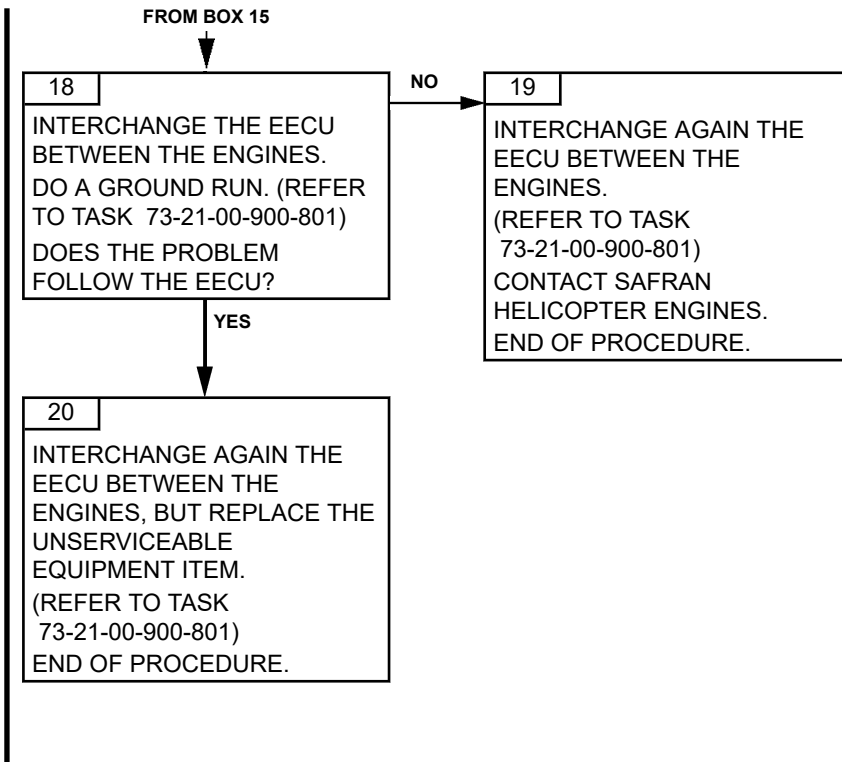 FROM BOX 15
18
INTERCHANGE THE EECU
BETWEEN THE ENGINES.
DO A GROUND RUN. (REFER
TO TASK 73-21-00-900-801)
DOES THE PROBLEM
FOLLOW THE EECU?
NO
19
INTERCHANGE AGAIN THE
EECU BETWEEN THE
ENGINES.
(REFER TO TASK
73-21-00-900-801)
CONTACT SAFRAN
HELICOPTER ENGINES.
END OF PROCEDURE.
YES
20
INTERCHANGE AGAIN THE
EECU BETWEEN THE
ENGINES, BUT REPLACE THE
UNSERVICEABLE
EQUIPMENT ITEM.
(REFER TO TASK
73-21-00-900-801)
END OF PROCEDURE.